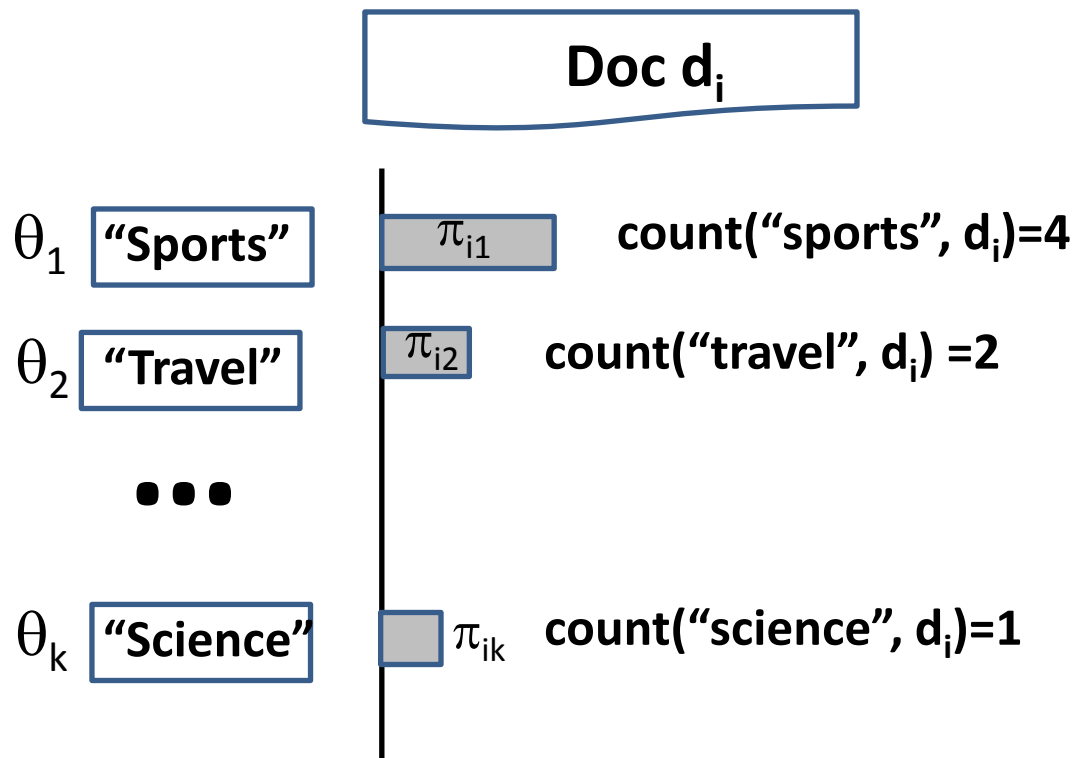 Doc dᵢ
θ₁ “Sports” πᵢ₁ count(“sports”, dᵢ)=4
θ₂ “Travel” πᵢ₂ count(“travel”, dᵢ) =2
•••
θₖ “Science” πᵢₖ count(“science”, dᵢ)=1